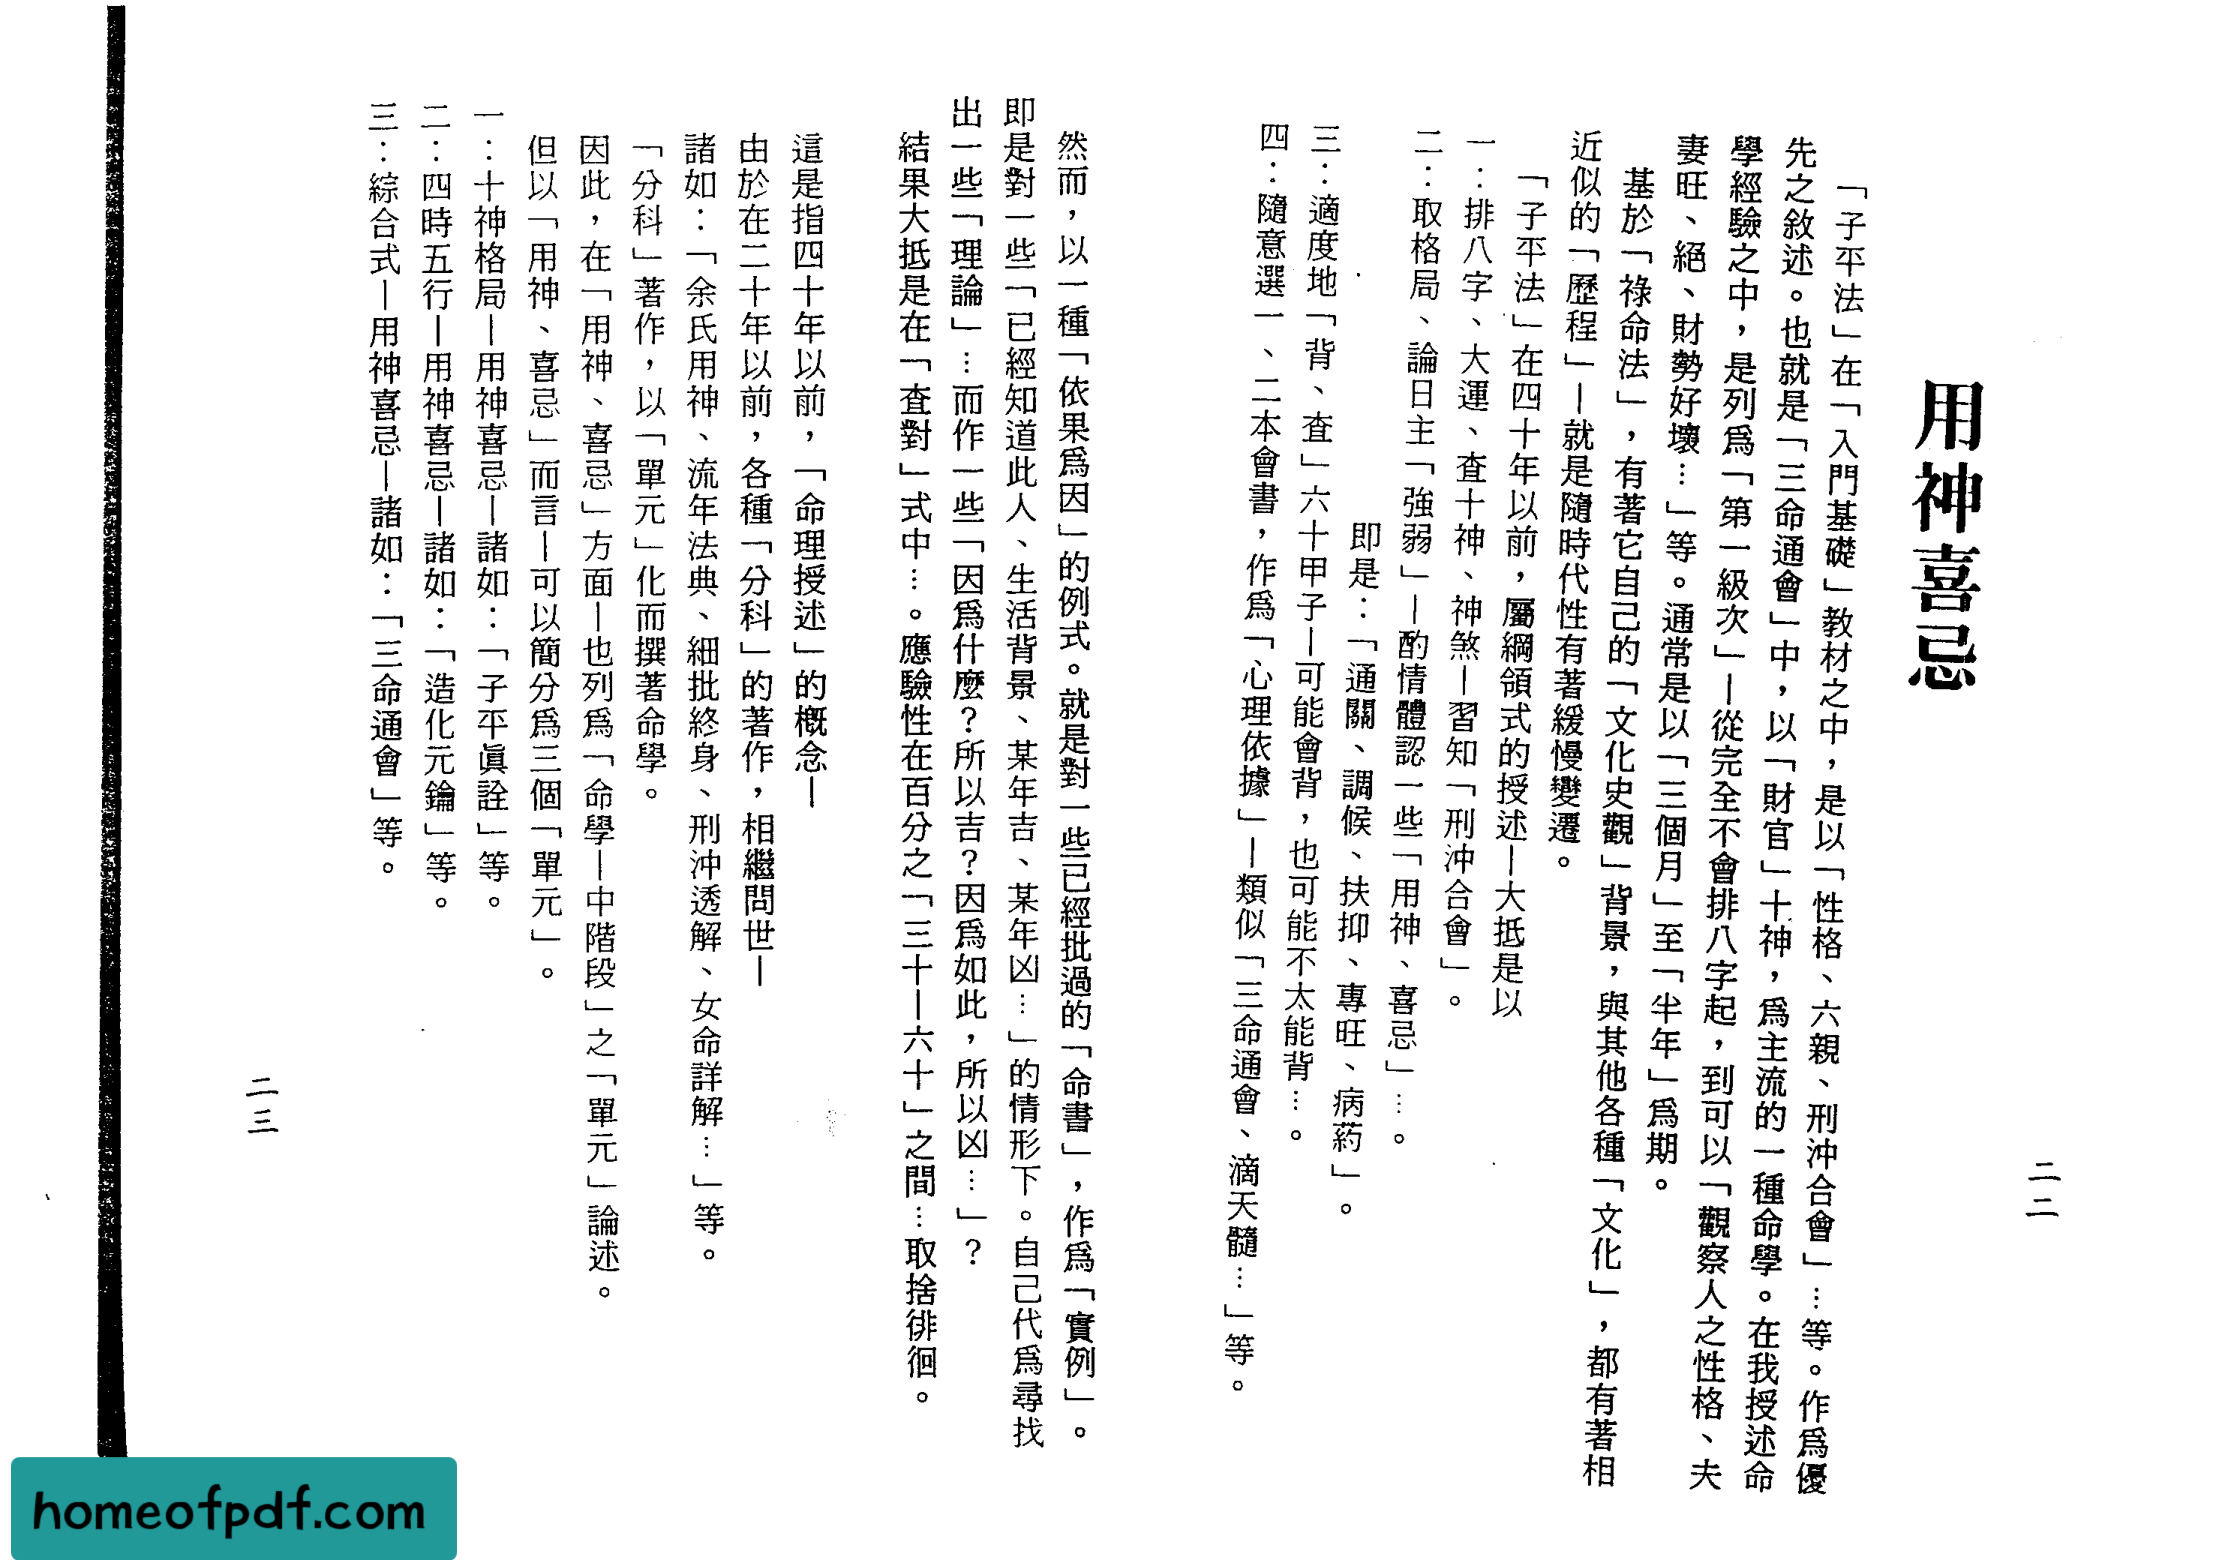 二二
用神喜忌
「子平法」在「入門基礎」教材之中，是以「性格、六親、刑沖合會」…等。作爲優
先之敘述。也就是「三命通會」中，以「財官」十神，爲主流的一種命學。在我授述命
學經驗之中，是列爲「第一級次」—從完全不會排八字起，到可以「觀察人之性格、夫
妻旺、絕、財勢好壞…」等。通常是以「三個月」至「半年」爲期。
基於「祿命法」，有著它自己的「文化史觀」背景，與其他各種「文化」，都有著相
近似的「歷程」—就是隨時代性有著緩慢變遷。
「子平法」在四十年以前，屬綱領式的授述—大抵是以
一：排八字、大運、查十神、神煞—習知「刑沖合會」。
二：取格局、論日主「強弱」—酌情體認一些「用神、喜忌」…。
即是：「通關、調候、扶抑、專旺、病葯」。
三：適度地「背、查」六十甲子—可能會背，也可能不太能背…。
四：隨意選一、二本會書，作爲「心理依據」—類似「三命通會、滴天髓…」等。
然而，以一種「依果爲因」的例式。就是對一些已經批過的「命書」，作爲「實例」。
即是對一些「已經知道此人、生活背景、某年吉、某年凶…」的情形下。自己代爲尋找
出一些「理論」…而作一些「因爲什麼？所以吉？因爲如此，所以凶…」？
結果大抵是在「查對」式中…。應驗性在百分之「三十—六十」之間…取捨徘徊。
這是指四十年以前，「命理授述」的概念—
由於在二十年以前，各種「分科」的著作，相繼問世—
諸如：「余氏用神、流年法典、細批終身、刑沖透解、女命詳解…」等。
「分科」著作，以「單元」化而撰著命學。
因此，在「用神、喜忌」方面—也列爲「命學—中階段」之「單元」論述。
但以「用神、喜忌」而言—可以簡分爲三個「單元」。
一：十神格局—用神喜忌—諸如：「子平眞詮」等。
二：四時五行—用神喜忌—諸如：「造化元鑰」等。
三：綜合式—用神喜忌—諸如：「三命通會」等。
二三
homeofpdf.com